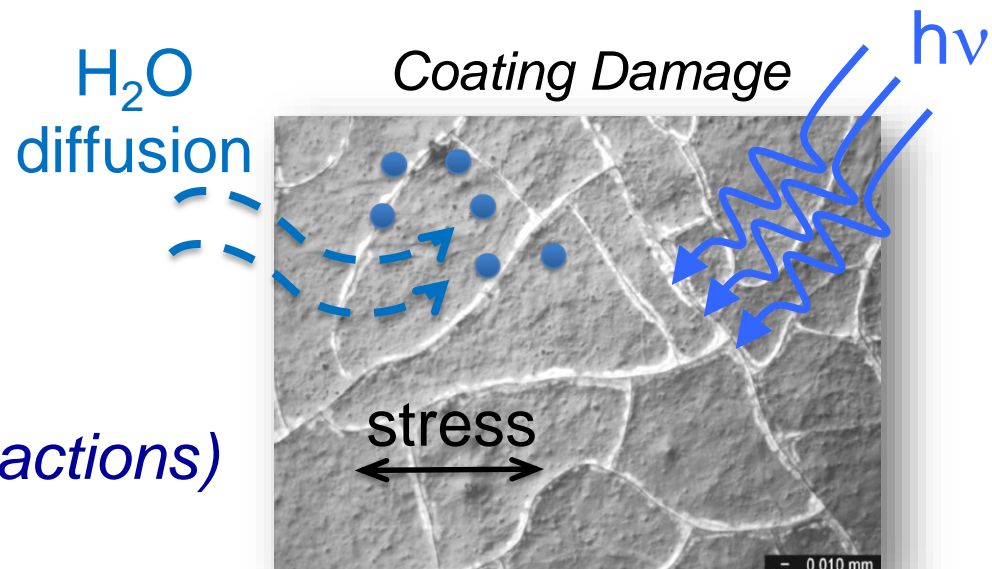 H₂O
diffusion
Coating Damage
hν
stress
actions)
0.010 mm